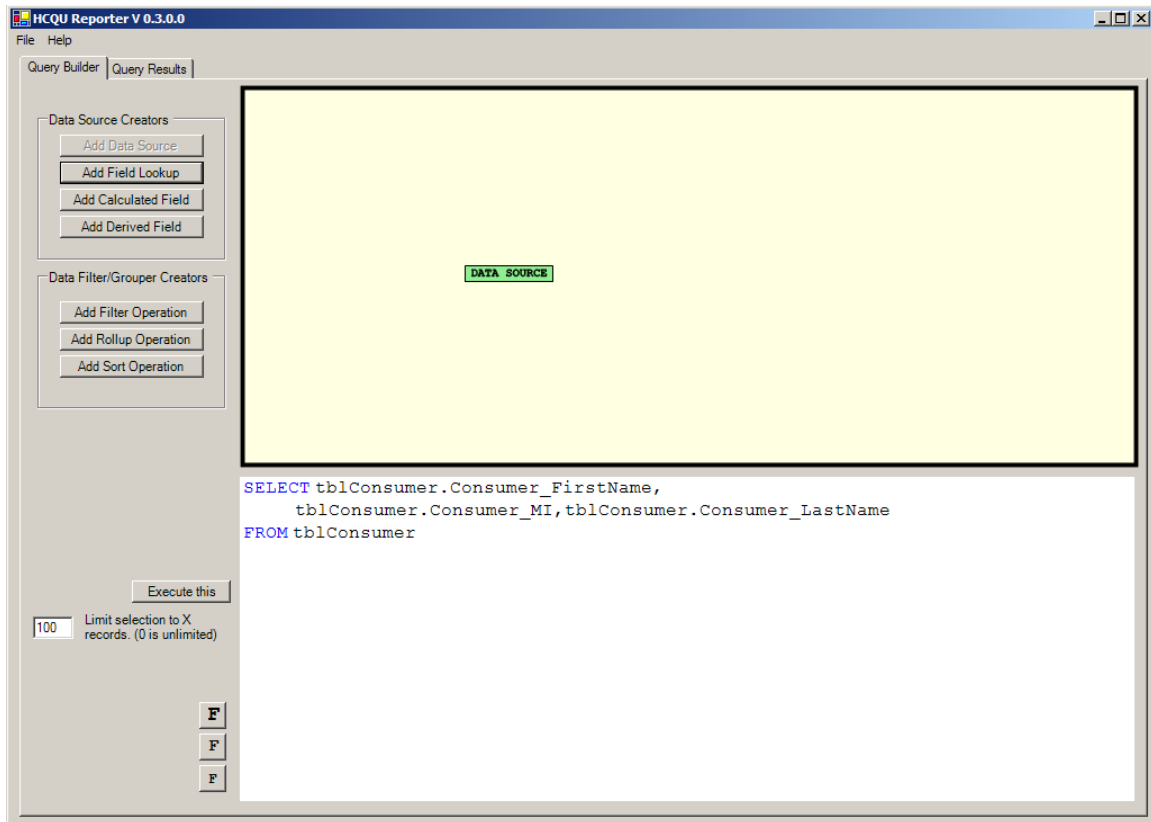 HCQU Reporter V 0.3.0.0
File Help
Query Builder Query Results
Data Source Creators
Add Data Source
Add Field Lookup
Add Calculated Field
Add Derived Field
Data Filter/Grouper Creators
Add Filter Operation
Add Rollup Operation
Add Sort Operation
DATA SOURCE
SELECT tblConsumer.Consumer_FirstName,
tblConsumer.Consumer_MI,tblConsumer.Consumer_LastName
FROM tblConsumer
Execute this
100 Limit selection to X
records. (0 is unlimited)
F
F
F